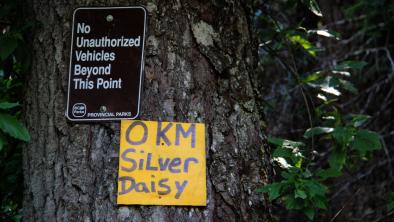 No
Unauthorized
Vehicles
Beyond
This Point
PROVINCIAL PARKS
0 KM
SiLver
DaiSy